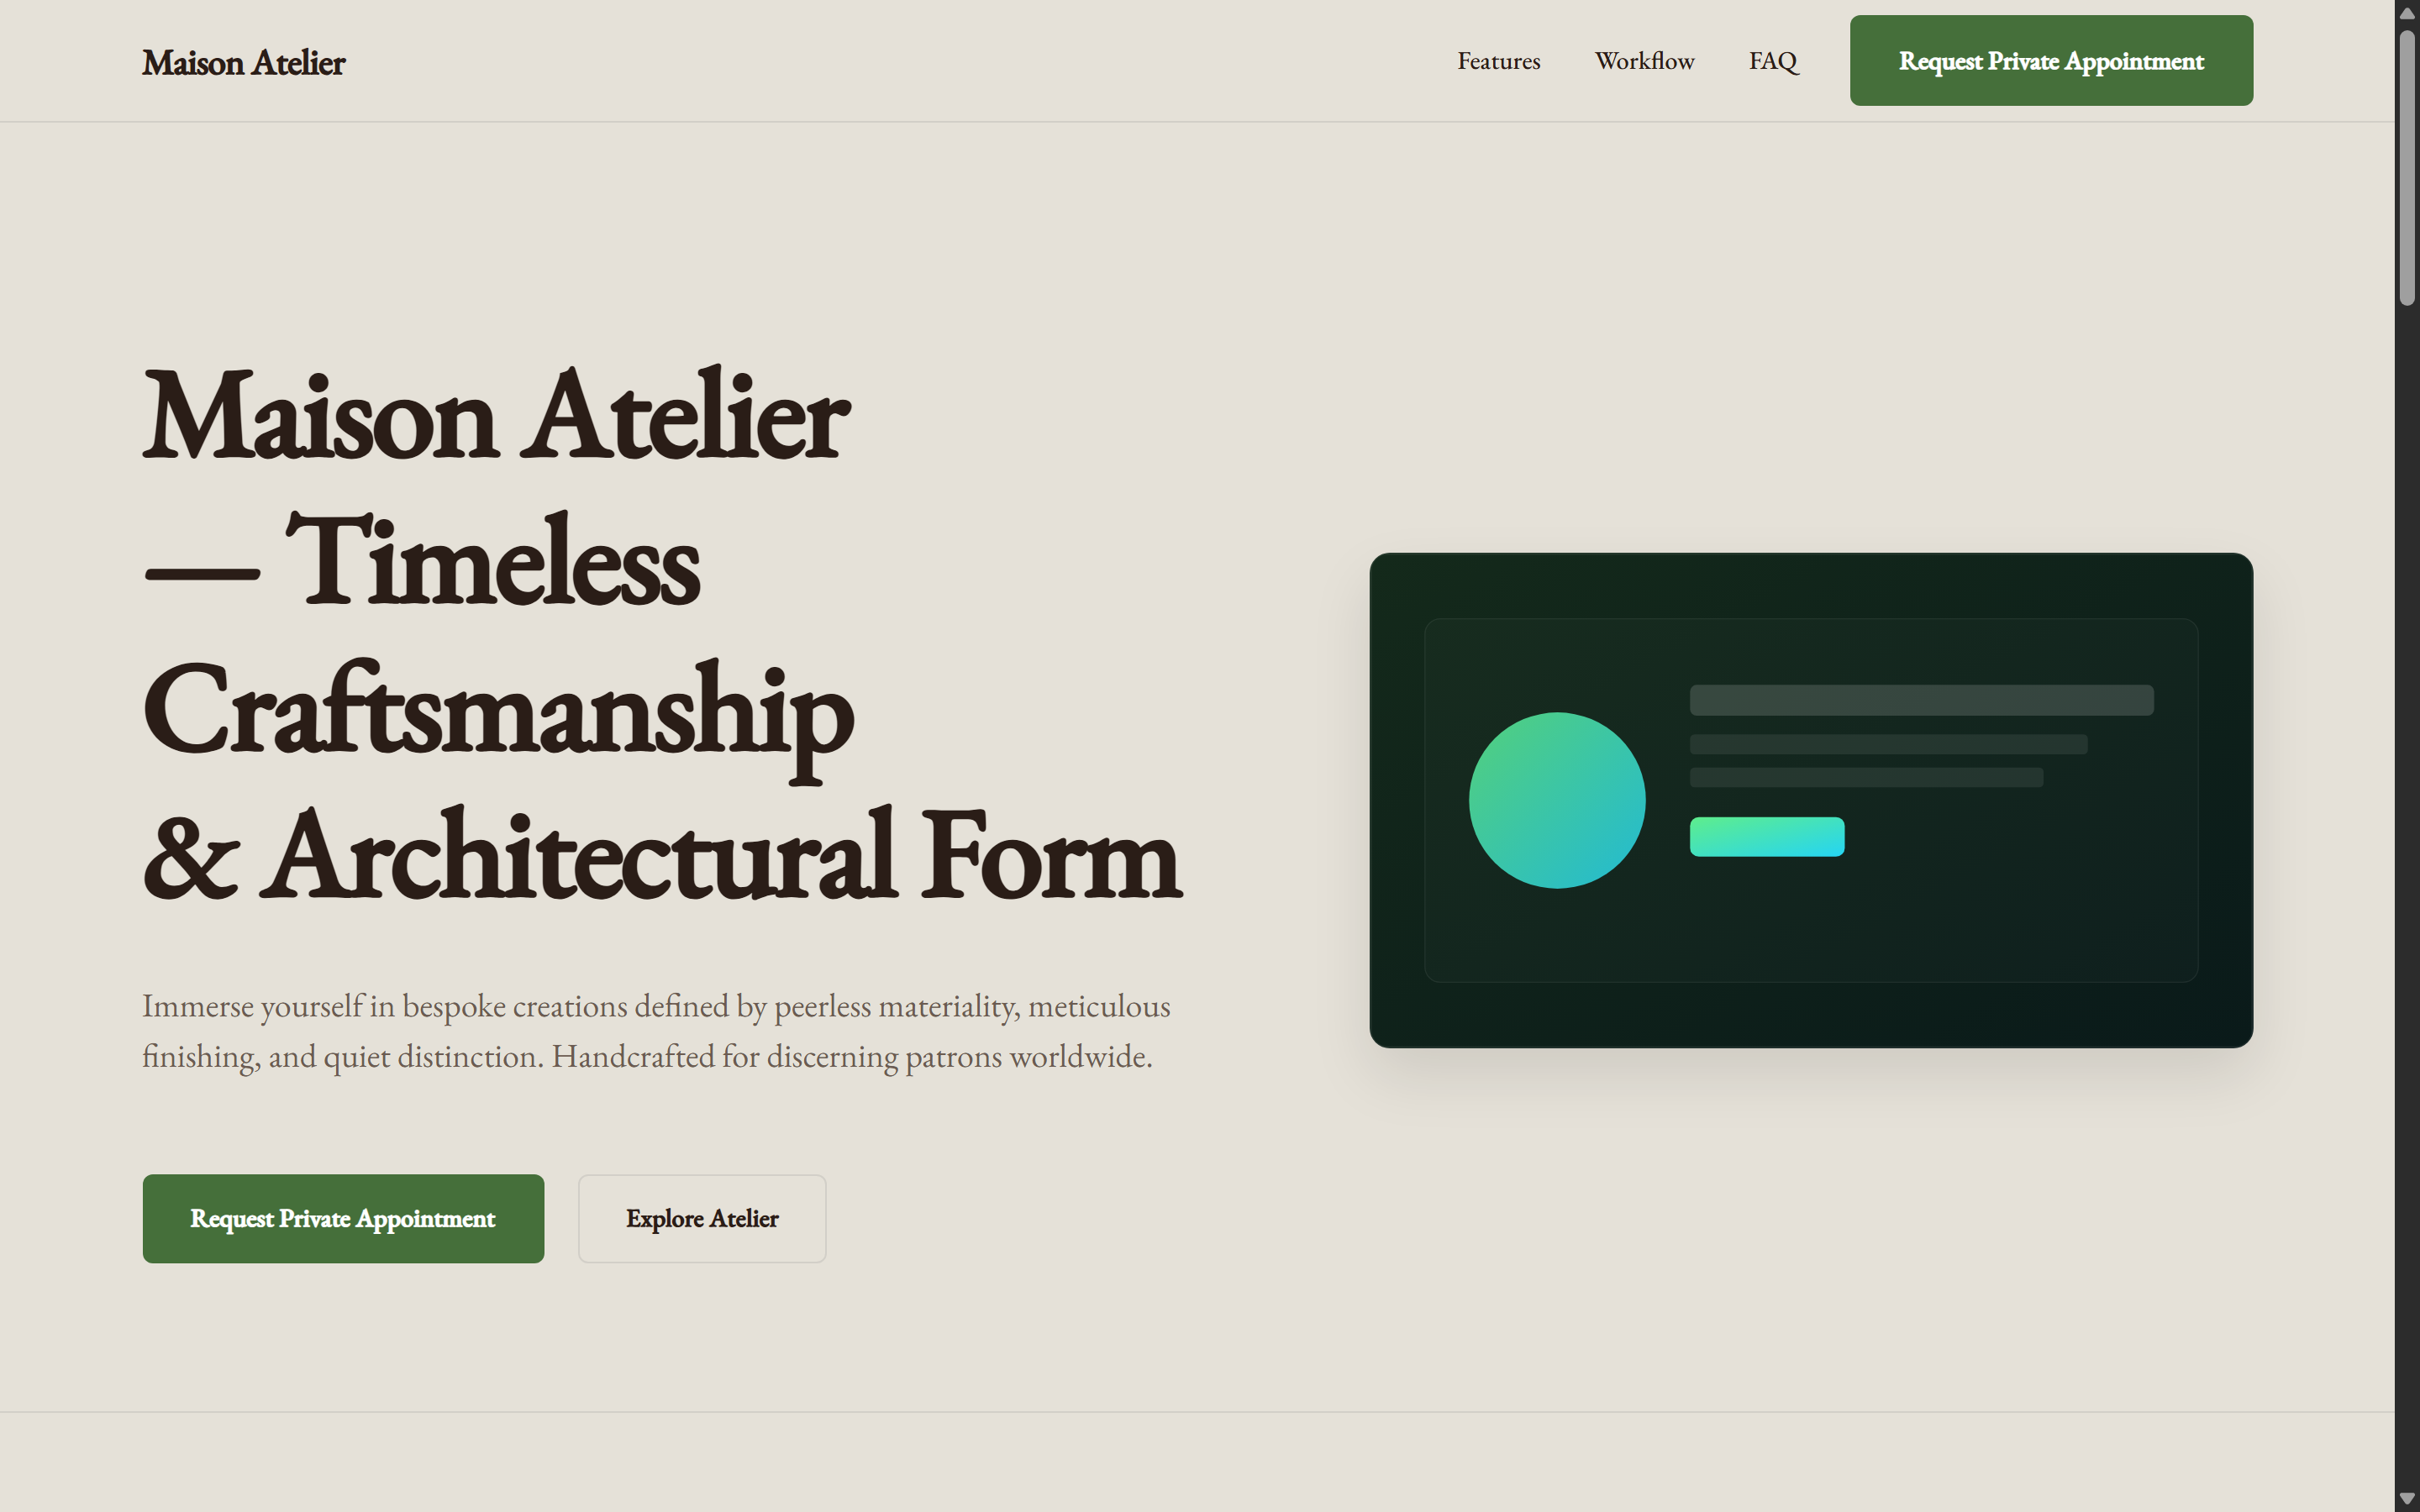 Maison Atelier
Features
Workflow
FAQ
Request Private Appointment
Maison Atelier
— Timeless
Craftsmanship
& Architectural Form
Immerse yourself in bespoke creations defined by peerless materiality, meticulous
finishing, and quiet distinction. Handcrafted for discerning patrons worldwide.
Request Private Appointment
Explore Atelier